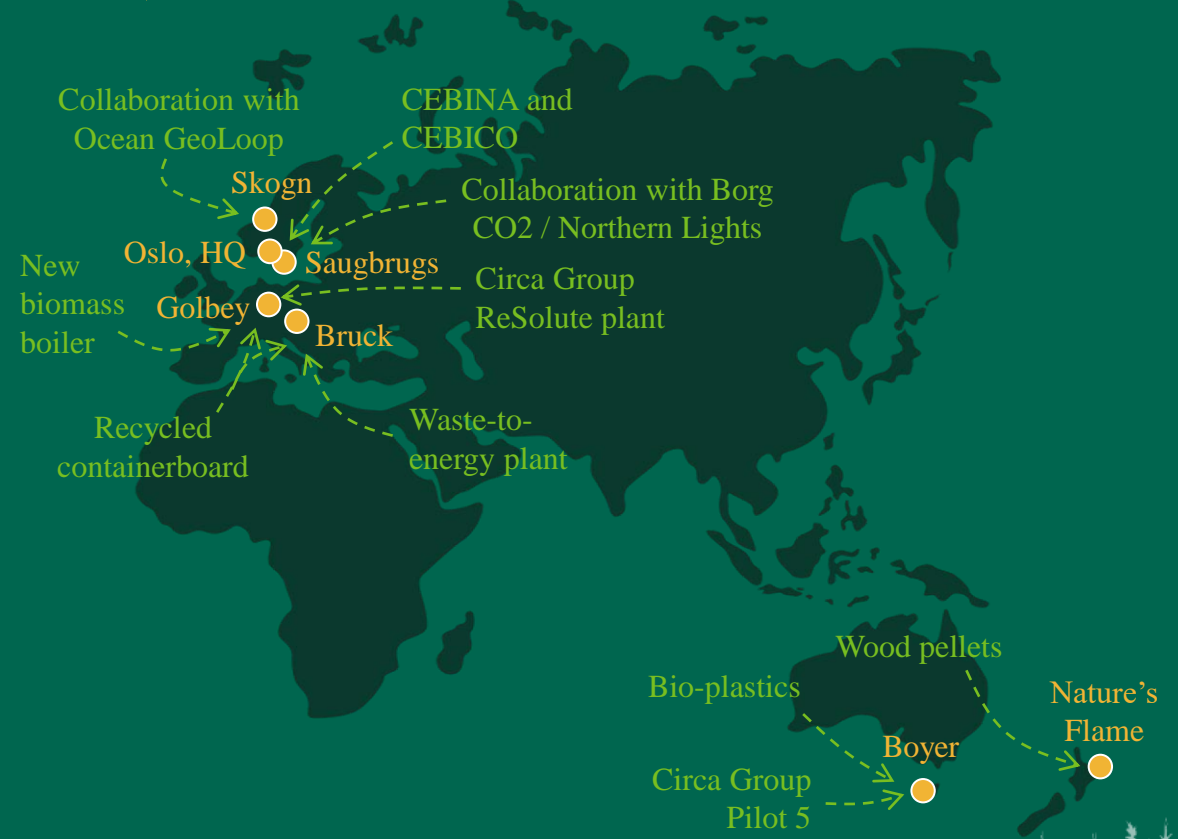 Collaboration with
Ocean GeoLoop
CEBINA and
CEBICO
Skogn
Collaboration with Borg
CO2 / Northern Lights
Oslo, HQ
Saugbrugs
New
biomass
boiler
Golbey
Circa Group
ReSolute plant
Bruck
Recycled
containerboard
Waste-to-
energy plant
Wood pellets
Bio-plastics
Nature’s
Flame
Boyer
Circa Group
Pilot 5